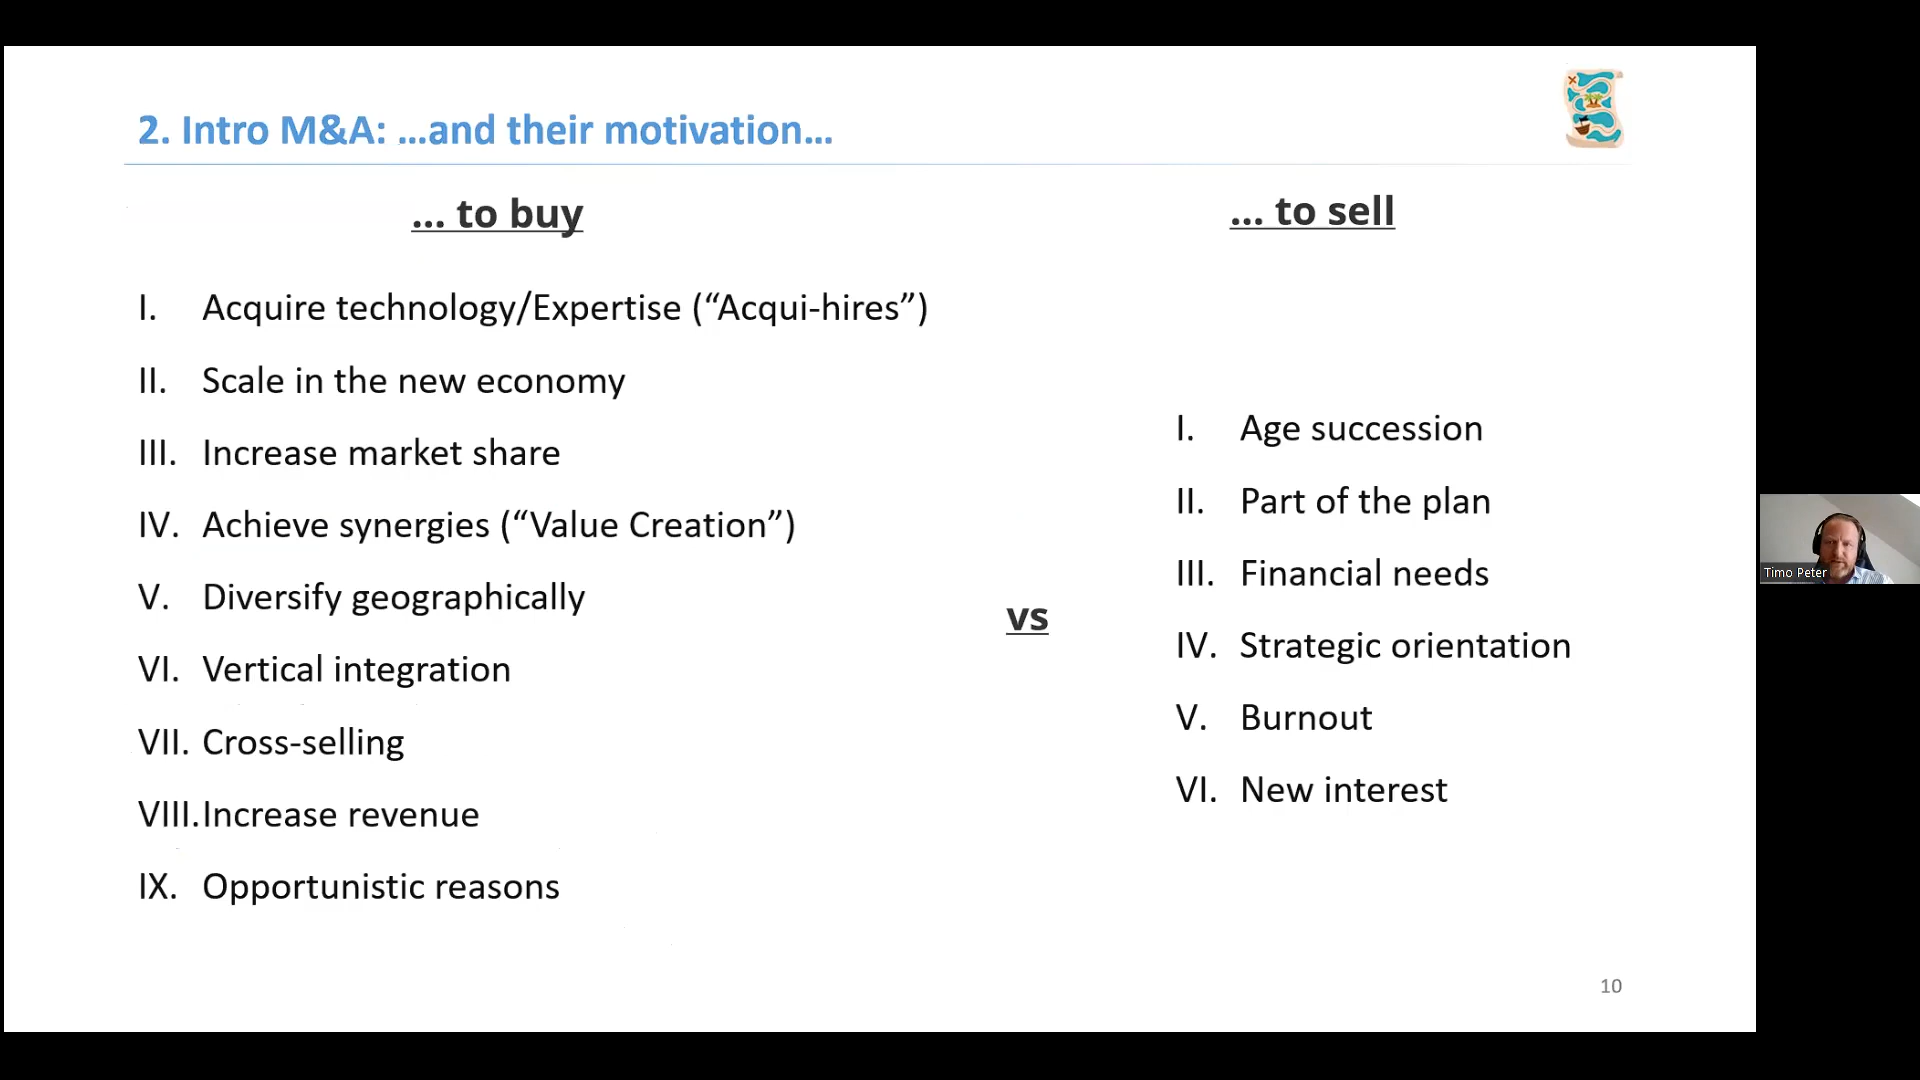 2. Intro M&A: …and their motivation…
... to buy
I. Acquire technology/Expertise (“Acqui-hires”)
II. Scale in the new economy
III. Increase market share
IV. Achieve synergies (“Value Creation”)
V. Diversify geographically
VI. Vertical integration
VII. Cross-selling
VIII. Increase revenue
IX. Opportunistic reasons
vs
... to sell
I. Age succession
II. Part of the plan
III. Financial needs
IV. Strategic orientation
V. Burnout
VI. New interest
10
Timo Peter